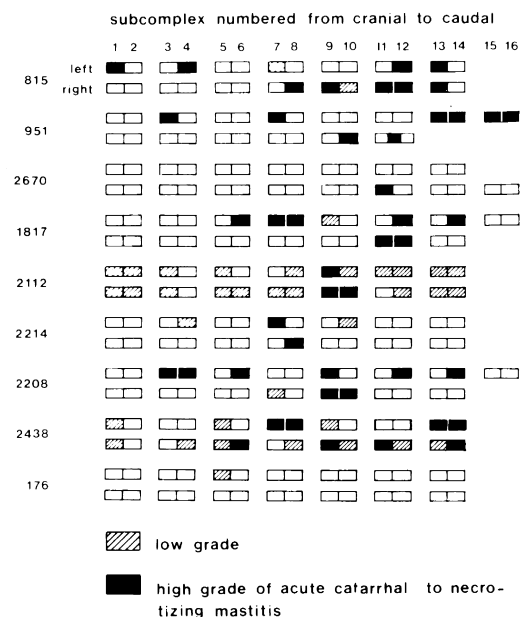 subcomplex numbered from cranial to caudal
1 2 3 4 5 6 7 8 9 10 11 12 13 14 15 16
left
815
right
951
2670
1817
2112
2214
2208
2438
176
low grade
high grade of acute catarrhal to necro-
tizing mastitis